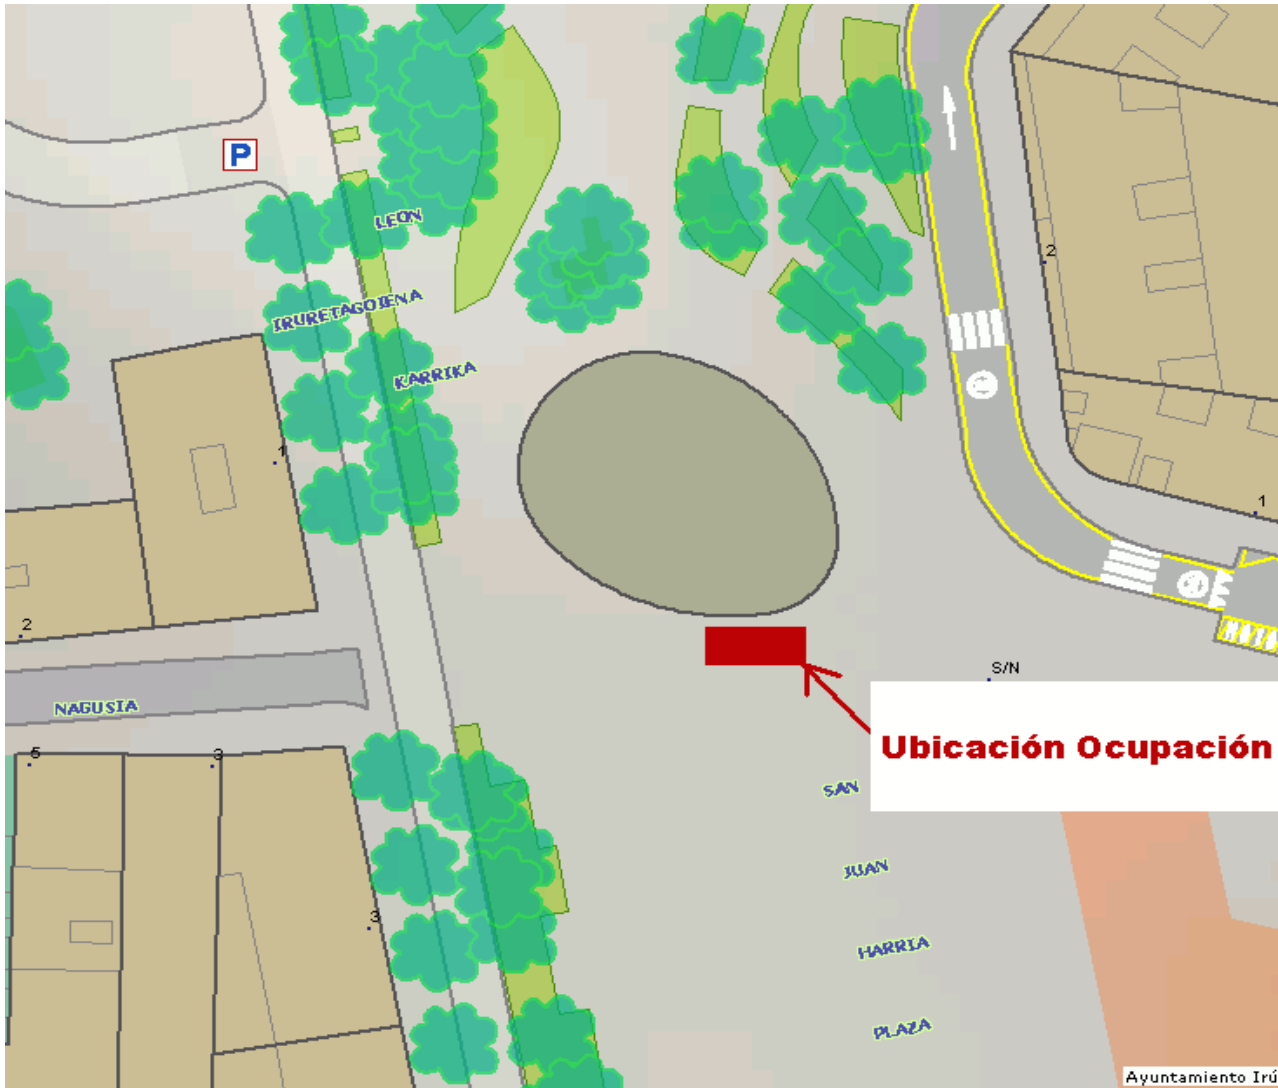 P
LEON
IRURETAGOIENA
KARRIKA
2
1
1
2
S/N
NAGUSIA
Ubicación Ocupación
5
3
SAN
JUAN
3
HARRIA
PLAZA
Ayuntamiento Irú